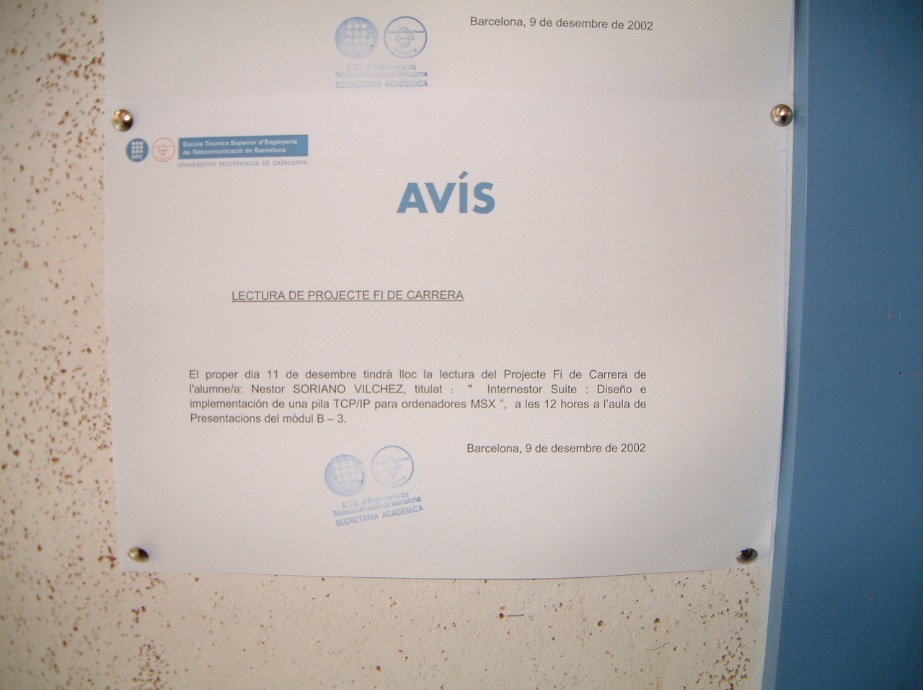 Barcelona, 9 de desembre de 2002
E.T.S. d'Enginyeria de
Telecomunicació de Barcelona
SECRETARIA ACADÈMICA
UPC
Escola Tècnica Superior d'Enginyeria
de Telecomunicació de Barcelona
UNIVERSITAT POLITÈCNICA DE CATALUNYA
AVÍS
LECTURA DE PROJECTE FI DE CARRERA
El proper dia 11 de desembre tindrà lloc la lectura del Projecte Fi de Carrera de
l'alumne/a: Nestor SORIANO VILCHEZ, titulat : " Internestor Suite : Diseño e
implementación de una pila TCP/IP para ordenadores MSX ", a les 12 hores a l'aula de
Presentacions del mòdul B – 3.
Barcelona, 9 de desembre de 2002
E.T.S. d'Enginyeria de
Telecomunicació de Barcelona
SECRETARIA ACADÈMICA